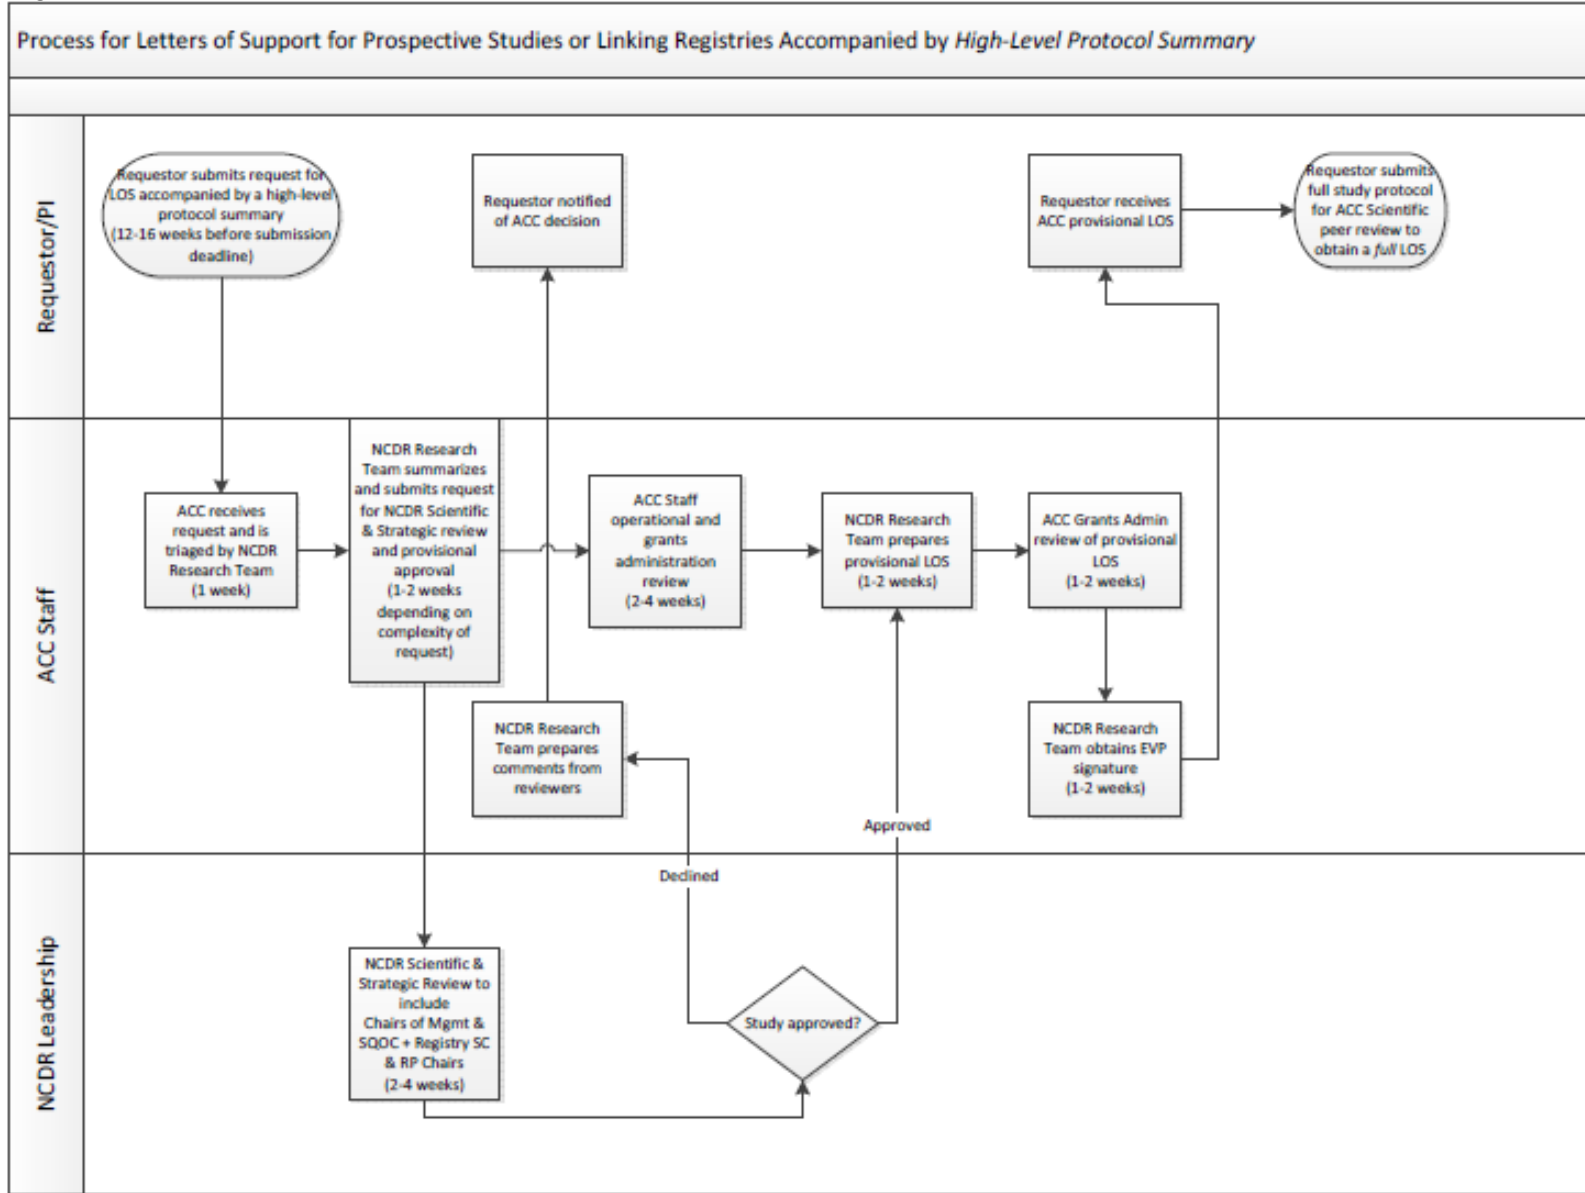 Process for Letters of Support for Prospective Studies or Linking Registries Accompanied by High-Level Protocol Summary
Requestor/PI
Requestor submits request for
LOS accompanied by a high-level
protocol summary
(12-16 weeks before submission
deadline)
Requestor notified
of ACC decision
Requestor receives
ACC provisional LOS
Requestor submits
full study protocol
for ACC Scientific
peer review to
obtain a full LOS
ACC Staff
ACC receives
request and is
triaged by NCDR
Research Team
(1 week)
NCDR Research
Team summarizes
and submits request
for NCDR Scientific
& Strategic review
and provisional
approval
(1-2 weeks
depending on
complexity of
request)
ACC Staff
operational and
grants
administration
review
(2-4 weeks)
NCDR Research
Team prepares
provisional LOS
(1-2 weeks)
ACC Grants Admin
review of provisional
LOS
(1-2 weeks)
NCDR Research
Team prepares
comments from
reviewers
NCDR Research
Team obtains EVP
signature
(1-2 weeks)
Approved
Declined
NCDR Leadership
NCDR Scientific &
Strategic Review to
include
Chairs of Mgmt &
SQOC + Registry SC
& RP Chairs
(2-4 weeks)
Study approved?